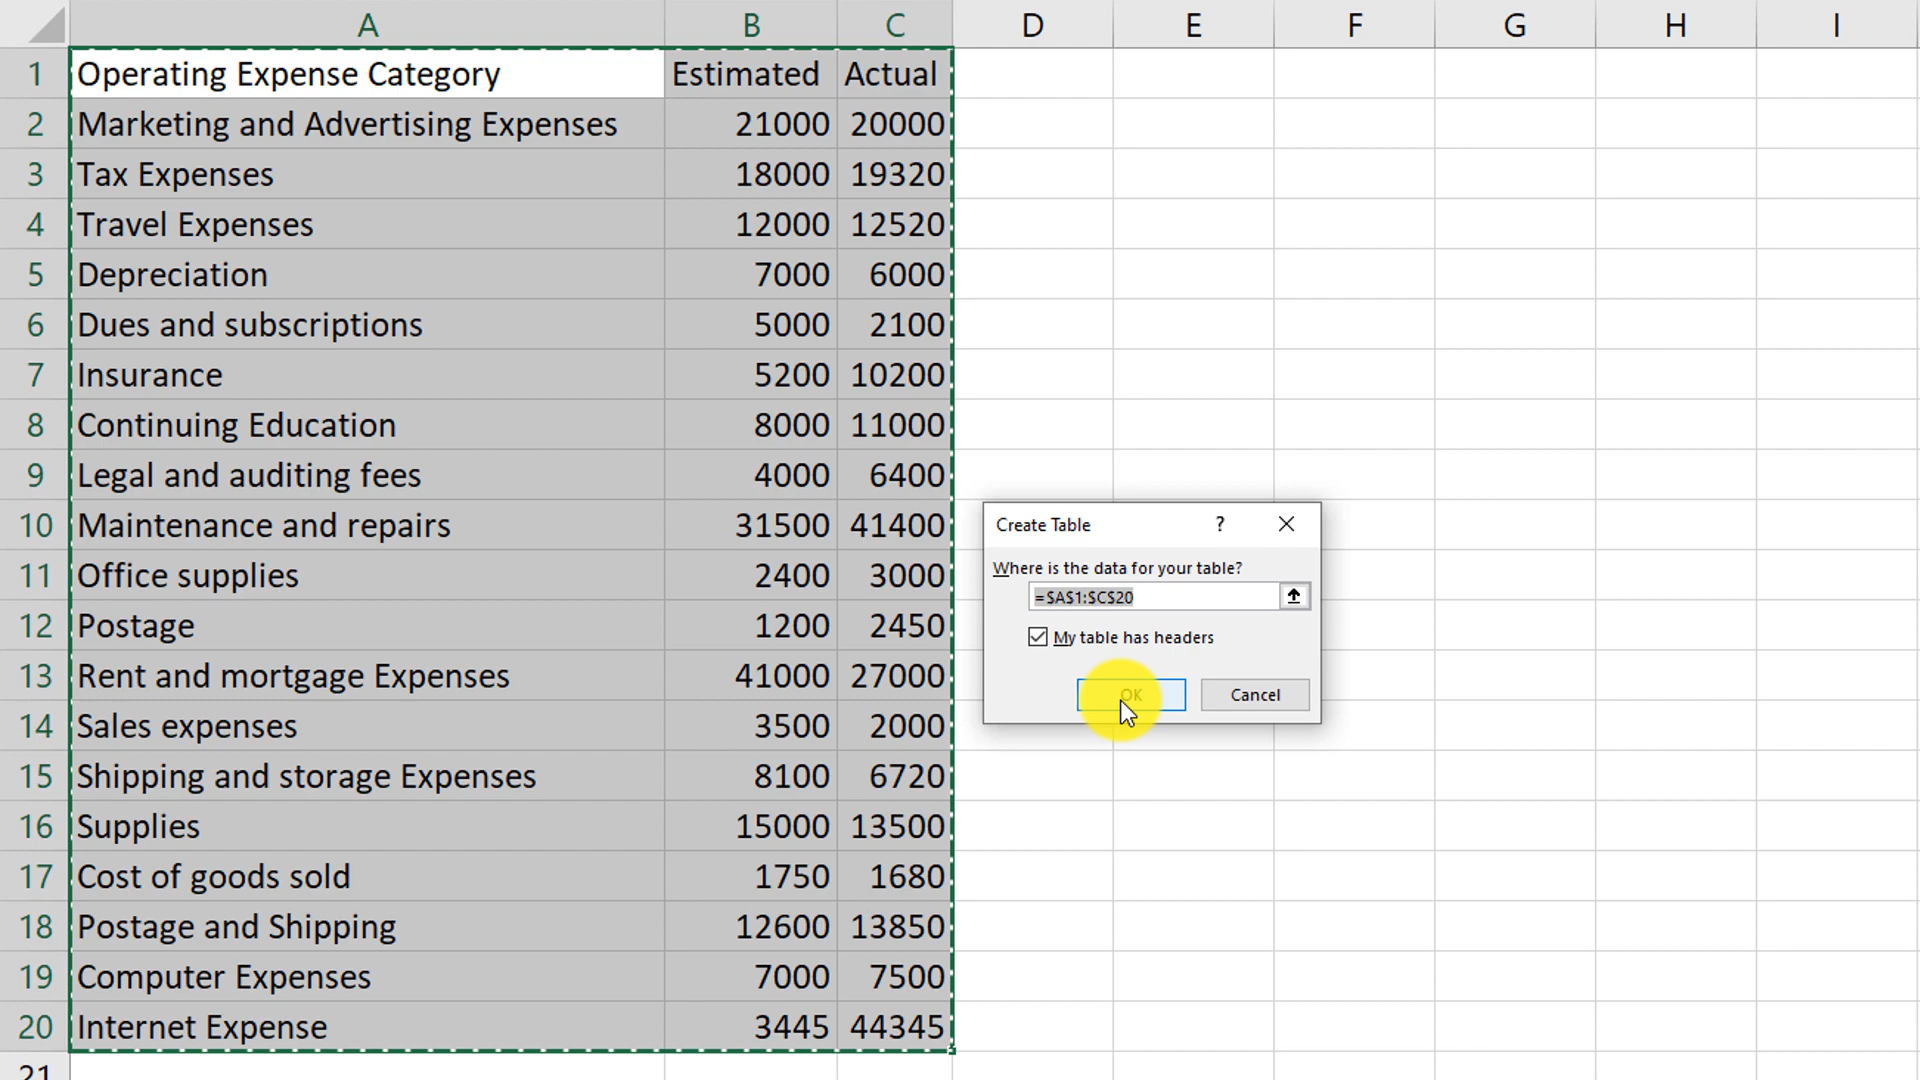 A B C D E F G H I
1 Operating Expense Category Estimated Actual
2 Marketing and Advertising Expenses 21000 20000
3 Tax Expenses 18000 19320
4 Travel Expenses 12000 12520
5 Depreciation 7000 6000
6 Dues and subscriptions 5000 2100
7 Insurance 5200 10200
8 Continuing Education 8000 11000
9 Legal and auditing fees 4000 6400
10 Maintenance and repairs 31500 41400
11 Office supplies 2400 3000
12 Postage 1200 2450
13 Rent and mortgage Expenses 41000 27000
14 Sales expenses 3500 2000
15 Shipping and storage Expenses 8100 6720
16 Supplies 15000 13500
17 Cost of goods sold 1750 1680
18 Postage and Shipping 12600 13850
19 Computer Expenses 7000 7500
20 Internet Expense 3445 44345
21
Create Table ?
Where is the data for your table?
=$A$1:$C$20
My table has headers
OK Cancel